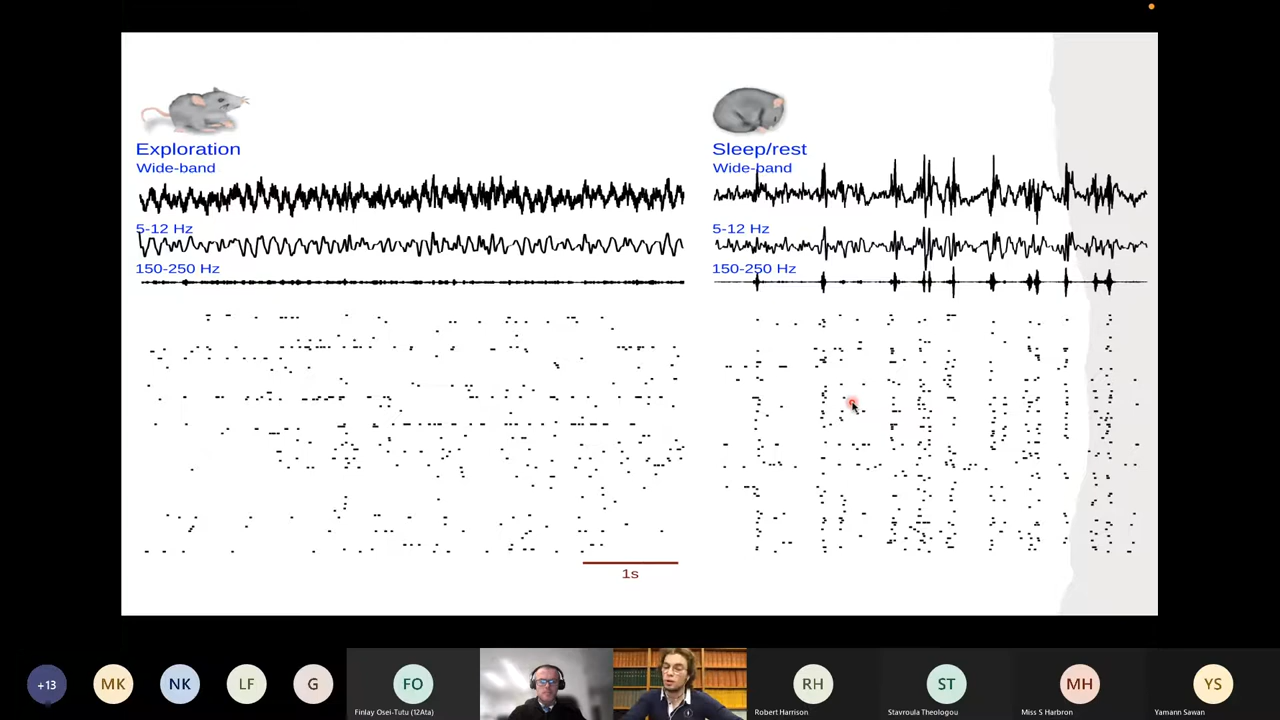 Exploration
Wide-band
5-12 Hz
150-250 Hz
Sleep/rest
Wide-band
5-12 Hz
150-250 Hz
1s
+13
MK
NK
LF
G
FO
Finlay Osei-Tutu (12Ata)
RH
Robert Harrison
ST
Stavroula Theologou
MH
Miss S Harbron
YS
Yamann Sawan